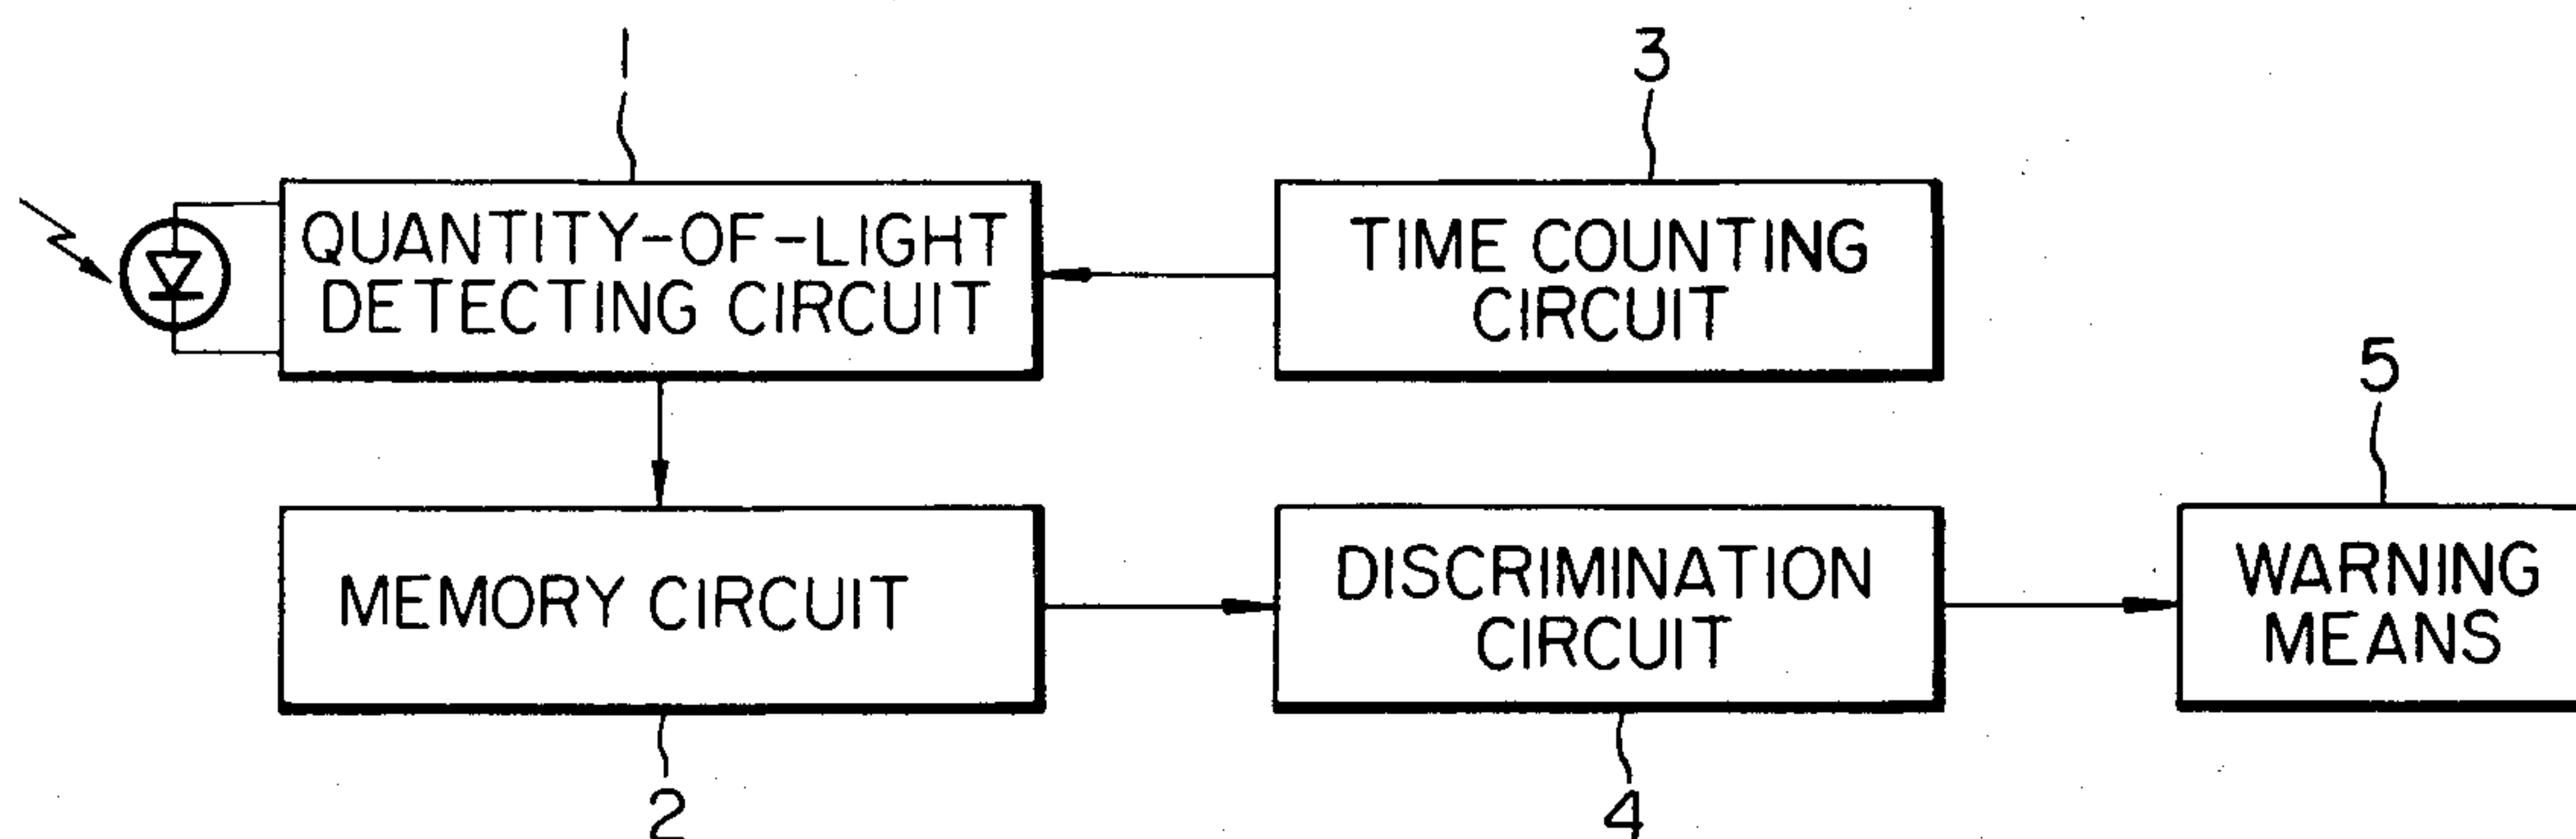 1
3
QUANTITY-OF-LIGHT
DETECTING CIRCUIT
TIME COUNTING
CIRCUIT
5
MEMORY CIRCUIT
DISCRIMINATION
CIRCUIT
WARNING
MEANS
2
4